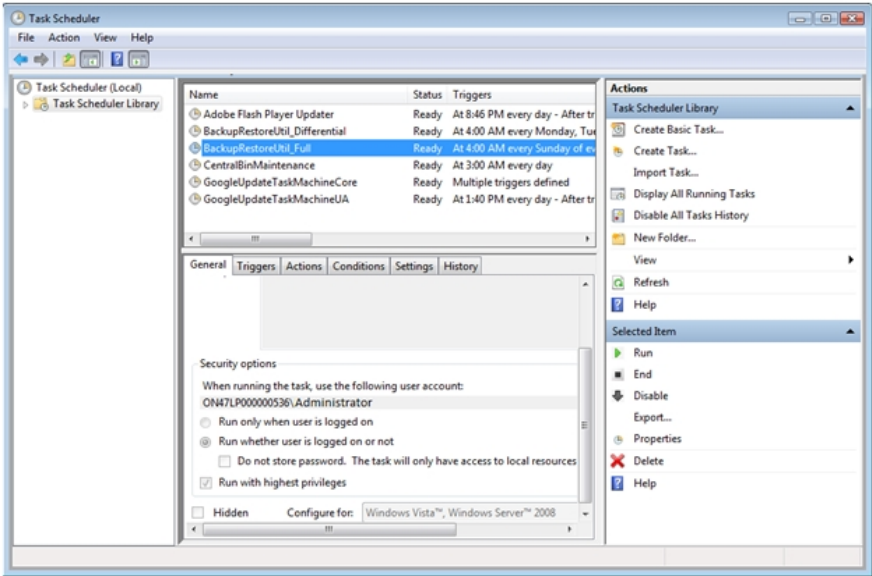 Task Scheduler
File Action View Help
Task Scheduler (Local)
Task Scheduler Library
Name Status Triggers
Adobe Flash Player Updater Ready At 8:46 PM every day - After tr
BackupRestoreUtil_Differential Ready At 4:00 AM every Monday, Tue
BackupRestoreUtil_Full Ready At 4:00 AM every Sunday of ev
CentralBinMaintenance Ready At 3:00 AM every day
GoogleUpdateTaskMachineCore Ready Multiple triggers defined
GoogleUpdateTaskMachineUA Ready At 1:40 PM every day - After tr
General Triggers Actions Conditions Settings History
Security options
When running the task, use the following user account:
ON47LP000000536\Administrator
Run only when user is logged on
Run whether user is logged on or not
Do not store password. The task will only have access to local resources
Run with highest privileges
Hidden Configure for: Windows Vista™, Windows Server™ 2008
Actions
Task Scheduler Library
Create Basic Task...
Create Task...
Import Task...
Display All Running Tasks
Disable All Tasks History
New Folder...
View
Refresh
Help
Selected Item
Run
End
Disable
Export...
Properties
Delete
Help